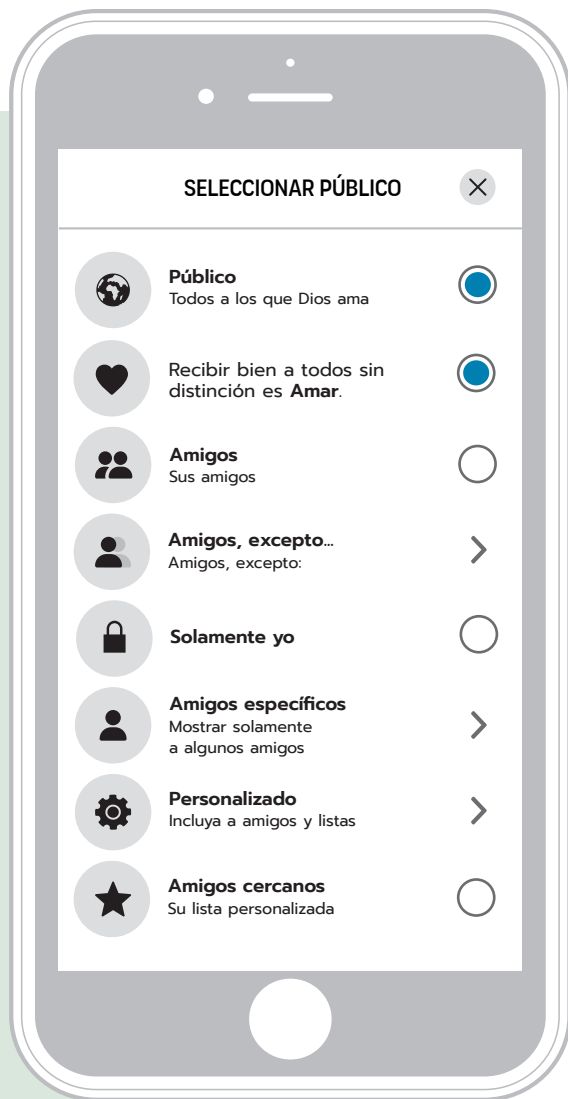 SELECCIONAR PÚBLICO
Público
Todos a los que Dios ama
Recibir bien a todos sin
distinción es Amar.
Amigos
Sus amigos
Amigos, excepto...
Amigos, excepto:
Solamente yo
Amigos específicos
Mostrar solamente
a algunos amigos
Personalizado
Incluya a amigos y listas
Amigos cercanos
Su lista personalizada